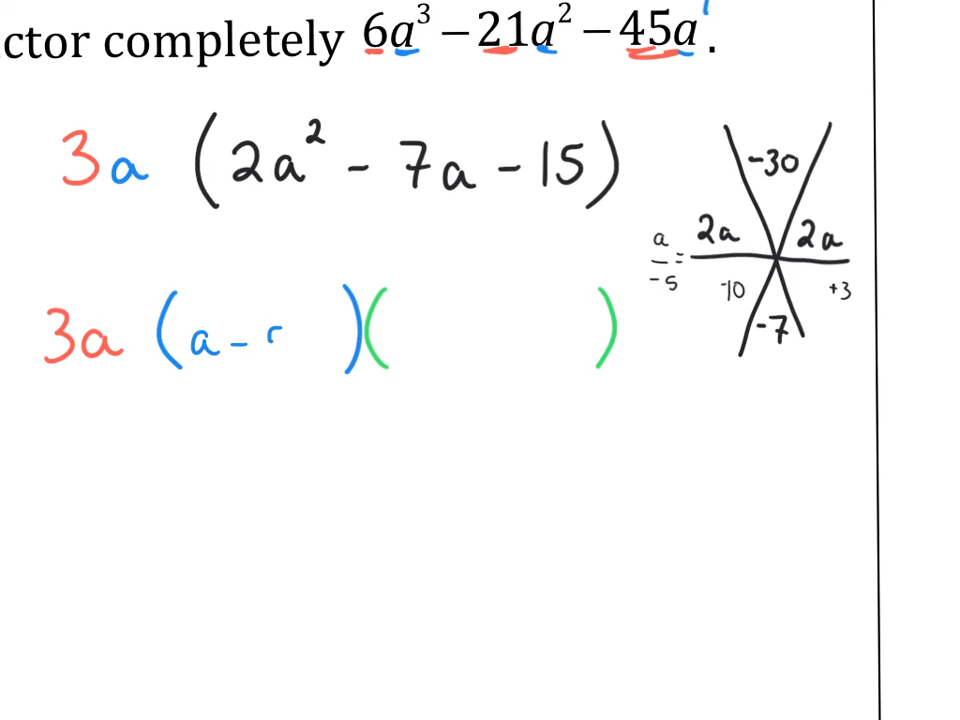 ctor completely 6a³ − 21a² − 45a .
3a (2a² - 7a - 15)
-30
2a 2a
a/-5 =
-10 +3
-7
3a (a - )( )